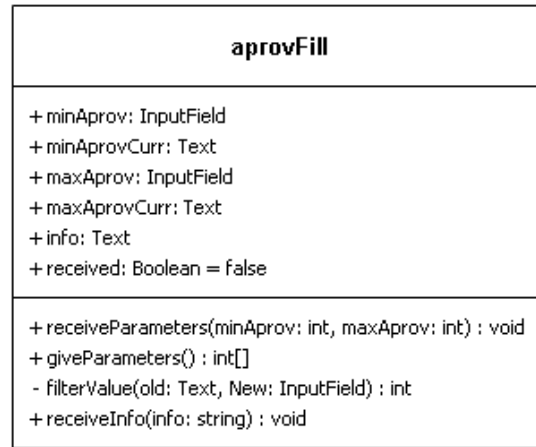 aprovFill
+ minAprov: InputField
+ minAprovCurr: Text
+ maxAprov: InputField
+ maxAprovCurr: Text
+ info: Text
+ received: Boolean = false
+ receiveParameters(minAprov: int, maxAprov: int) : void
+ giveParameters() : int[]
- filterValue(old: Text, New: InputField) : int
+ receiveInfo(info: string) : void